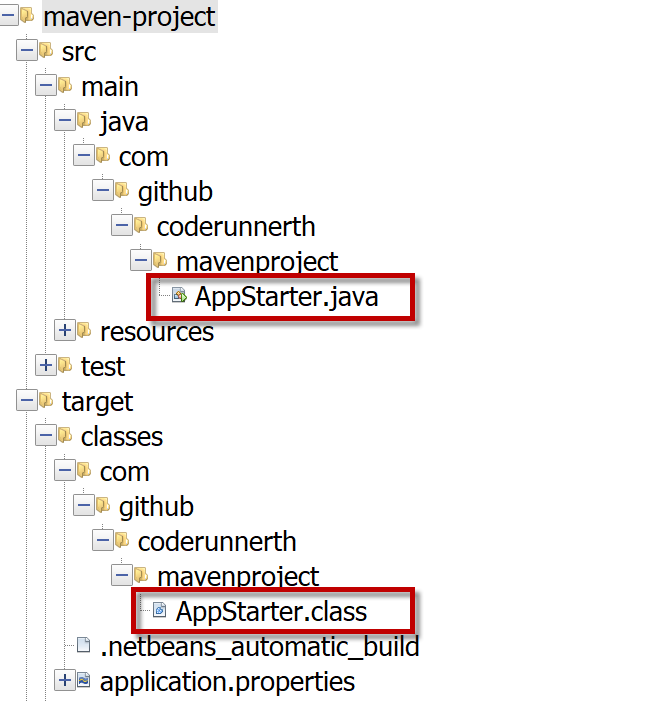 maven-project
src
main
java
com
github
coderunnerth
mavenproject
AppStarter.java
resources
test
target
classes
com
github
coderunnerth
mavenproject
AppStarter.class
.netbeans_automatic_build
application.properties